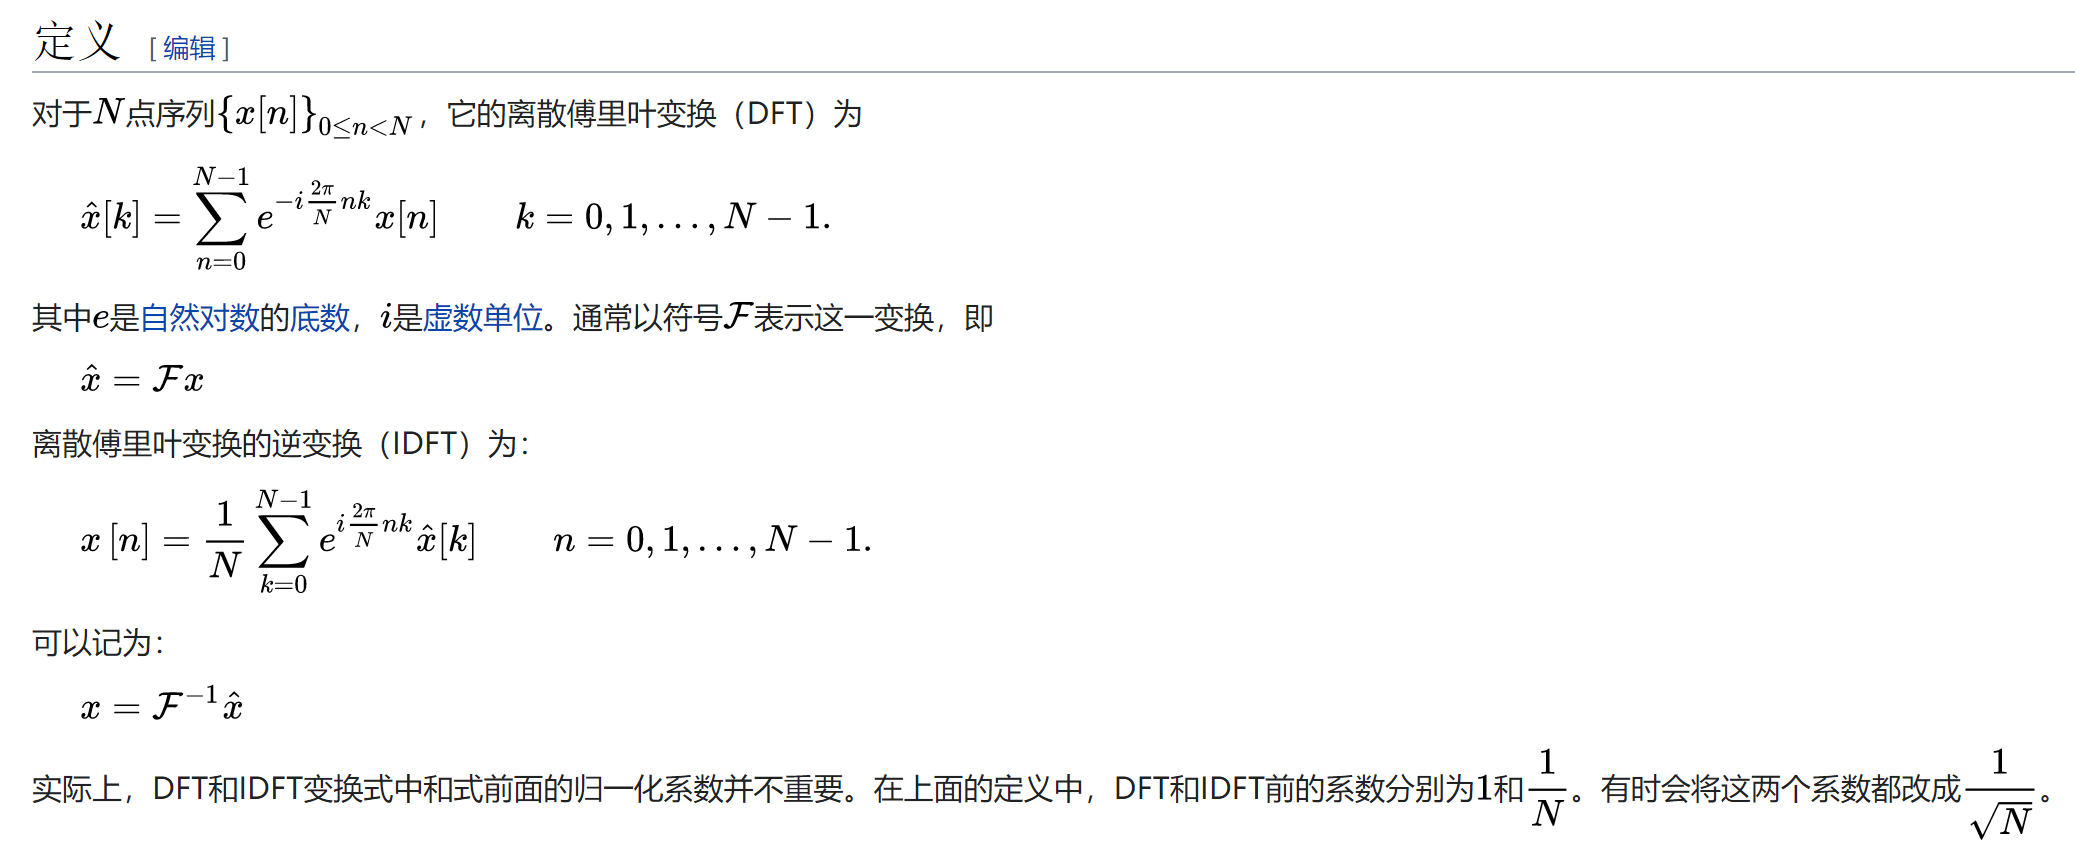 定义 [编辑]
对于$N$点序列$\{x[n]\}_{0\le n<N}$，它的离散傅里叶变换（DFT）为
$\hat{x}[k]=\sum_{n=0}^{N-1}e^{-i\frac{2\pi}{N}nk}x[n]\qquad k=0,1,\ldots,N-1.$
其中$e$是自然对数的底数，$i$是虚数单位。通常以符号$\mathcal{F}$表示这一变换，即
$\hat{x}=\mathcal{F}x$
离散傅里叶变换的逆变换（IDFT）为：
$x[n]=\frac{1}{N}\sum_{k=0}^{N-1}e^{i\frac{2\pi}{N}nk}\hat{x}[k]\qquad n=0,1,\ldots,N-1.$
可以记为：
$x=\mathcal{F}^{-1}\hat{x}$
实际上，DFT和IDFT变换式中和式前面的归一化系数并不重要。在上面的定义中，DFT和IDFT前的系数分别为$1$和$\frac{1}{N}$。有时会将这两个系数都改成$\frac{1}{\sqrt{N}}$。